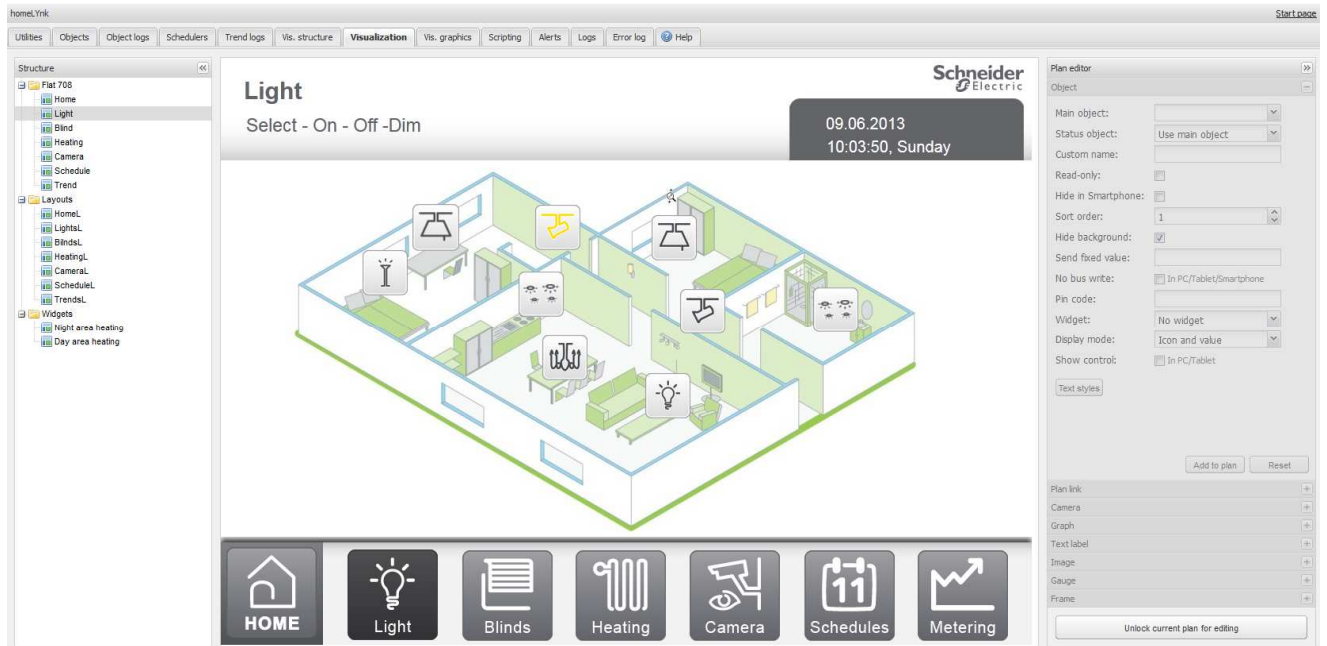 homeLYnk
Start page
Utilities Objects Object logs Schedulers Trend logs Vis. structure Visualization Vis. graphics Scripting Alerts Logs Error log Help
Structure
Flat 708
Home
Light
Blind
Heating
Camera
Schedule
Trend
Layouts
HomeL
LightsL
BlindsL
HeatingL
CameraL
ScheduleL
TrendsL
Widgets
Night area heating
Day area heating
Light
Select - On - Off -Dim
Schneider
Electric
09.06.2013
10:03:50, Sunday
HOME
Light
Blinds
Heating
11
Camera
Schedules
Metering
Plan editor
Object
Main object:
Status object: Use main object
Custom name:
Read-only:
Hide in Smartphone:
Sort order: 1
Hide background:
Send fixed value:
No bus write: In PC/Tablet/Smartphone
Pin code:
Widget: No widget
Display mode: Icon and value
Show control: In PC/Tablet
Text styles
Add to plan Reset
Plan link
Camera
Graph
Text label
Image
Gauge
Frame
Unlock current plan for editing